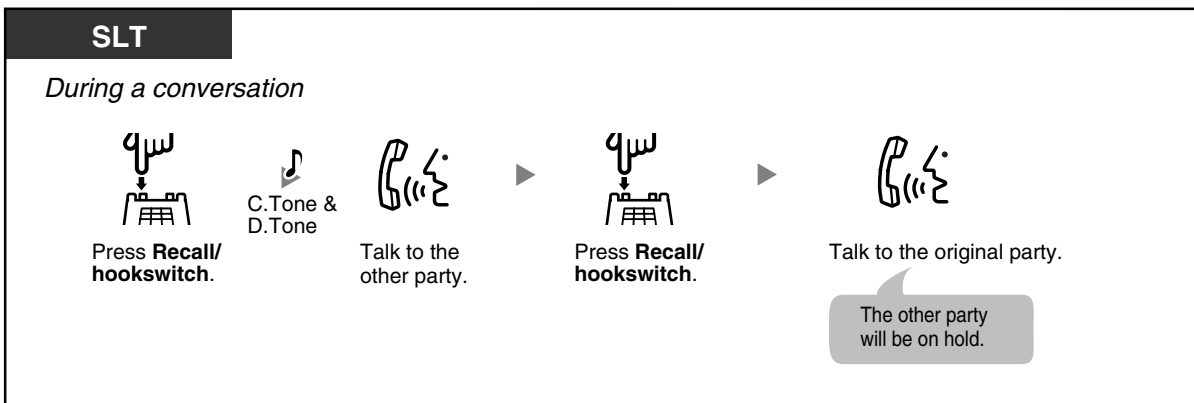 SLT
During a conversation
C.Tone &
D.Tone
Press Recall/
hookswitch.
Talk to the
other party.
Press Recall/
hookswitch.
Talk to the original party.
The other party
will be on hold.